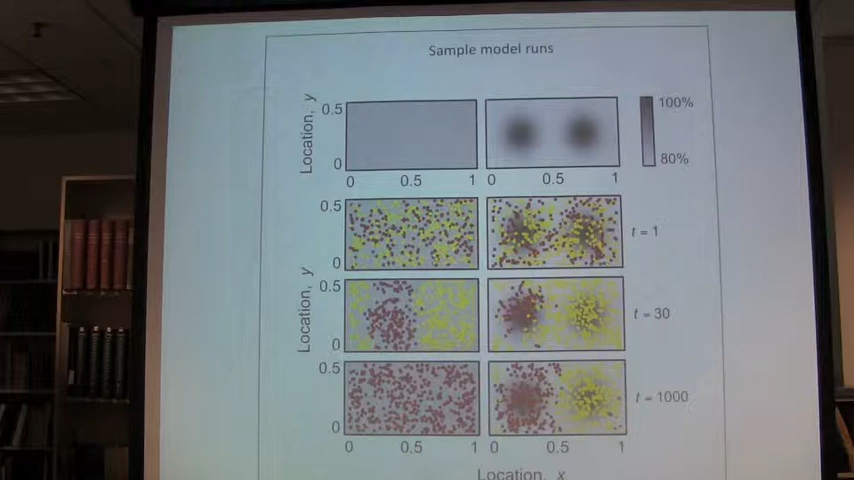 Sample model runs
Location, y
0.5
0
0 0.5 1
0 0.5 1
100%
80%
Location, y
0.5
0
t = 1
0.5
0
t = 30
0.5
0
t = 1000
0 0.5 1
0 0.5 1
Location, x